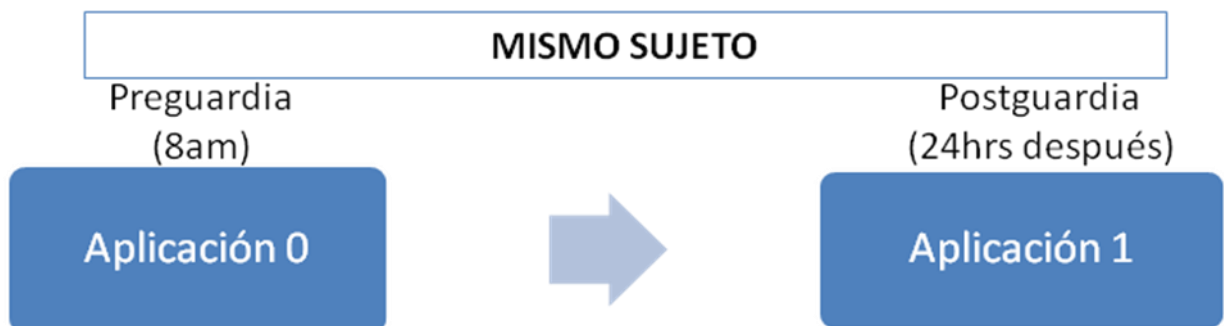 MISMO SUJETO
Preguardia
(8am)
Postguardia
(24hrs después)
Aplicación 0
Aplicación 1